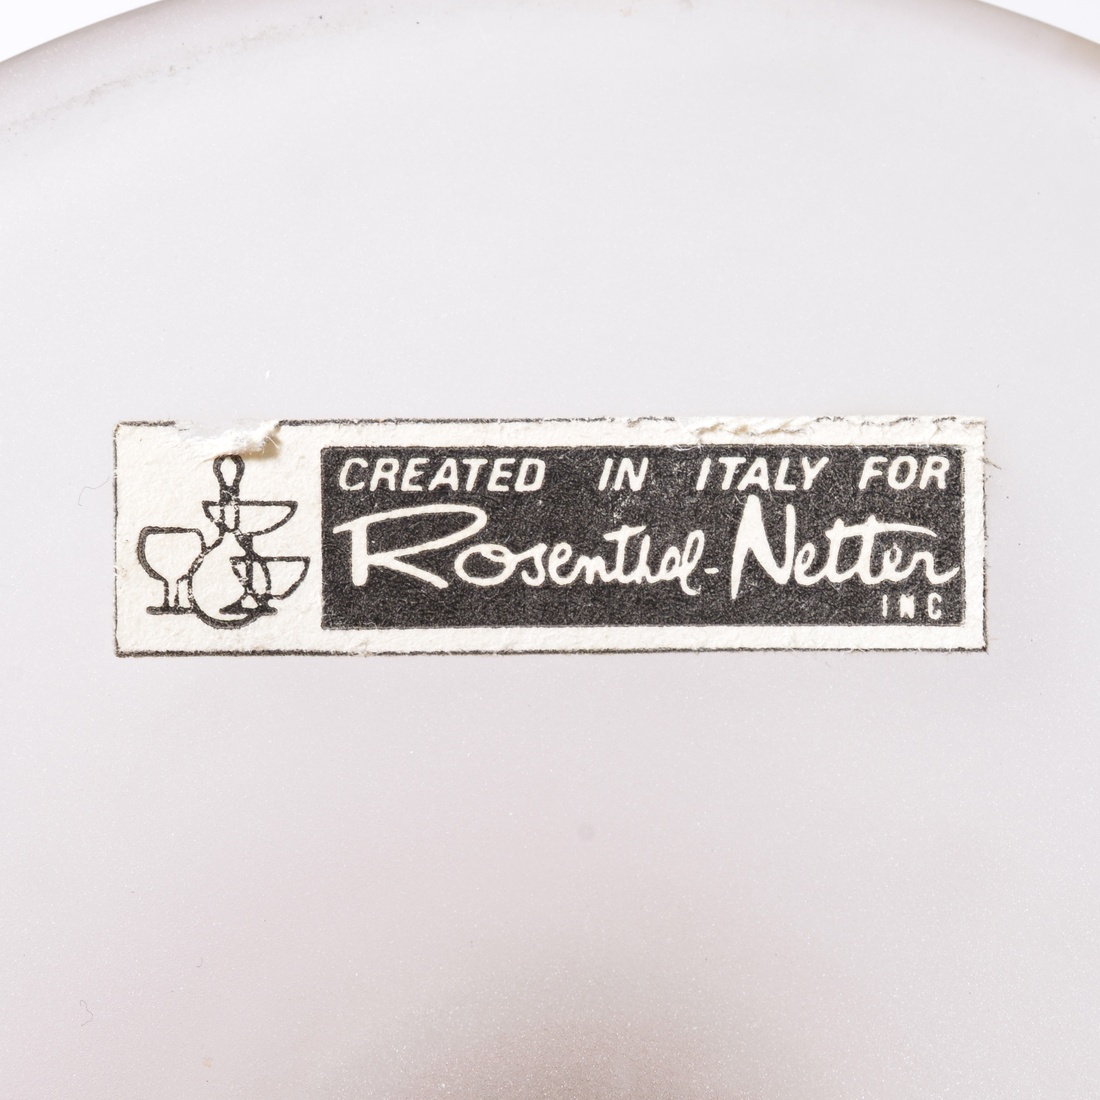 CREATED IN ITALY FOR
Rosenthal-Netter
INC